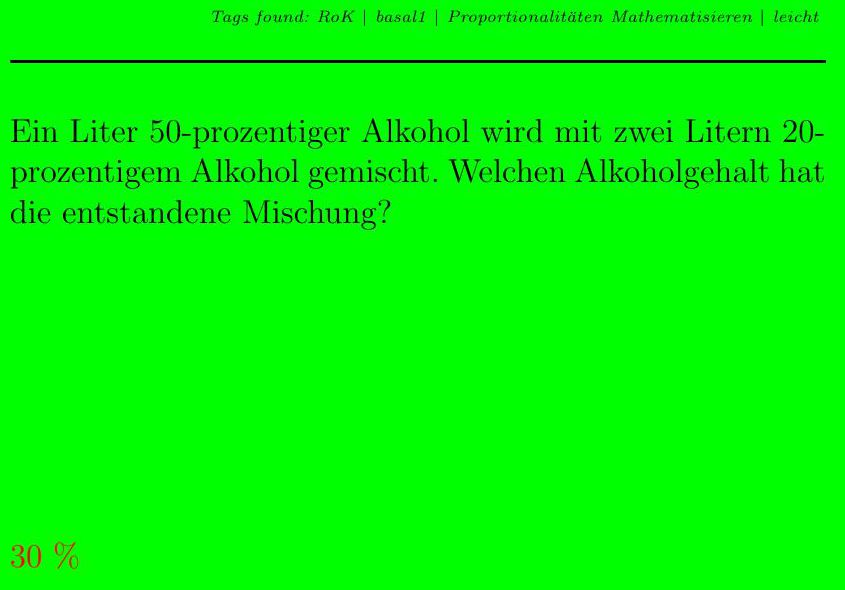 Tags found: RoK | basal1 | Proportionalitäten Mathematisieren | leicht
Ein Liter 50-prozentiger Alkohol wird mit zwei Litern 20-
prozentigem Alkohol gemischt. Welchen Alkoholgehalt hat
die entstandene Mischung?
30 %